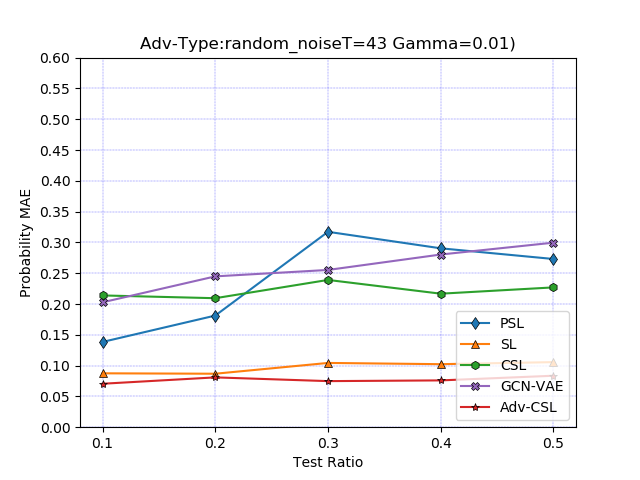 Adv-Type:random_noiseT=43 Gamma=0.01)
Probability MAE
0.60
0.55
0.50
0.45
0.40
0.35
0.30
0.25
0.20
0.15
0.10
0.05
0.00
PSL
SL
CSL
GCN-VAE
Adv-CSL
0.1 0.2 0.3 0.4 0.5
Test Ratio